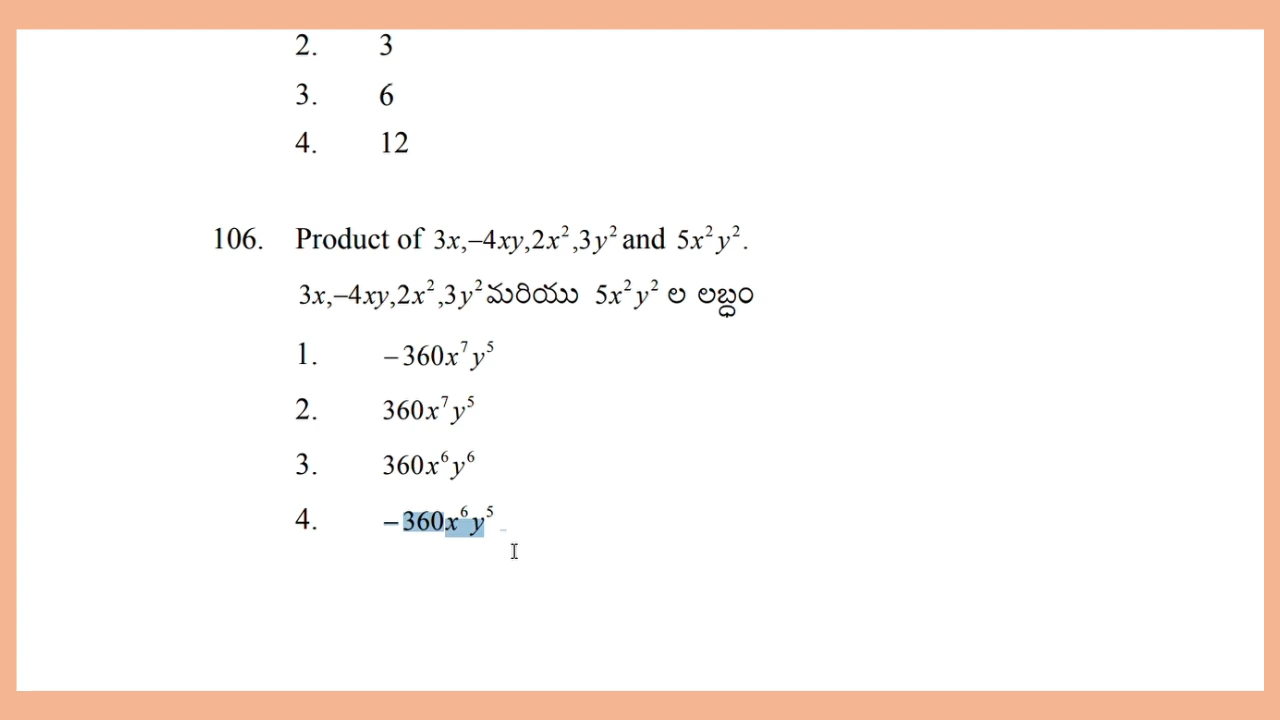 2. 3
3. 6
4. 12
106. Product of 3x,–4xy,2x²,3y² and 5x²y².
3x,–4xy,2x²,3y² మరియు 5x²y² ల లబ్ధం
1. –360x⁷y⁵
2. 360x⁷y⁵
3. 360x⁶y⁶
4. –360x⁶y⁵